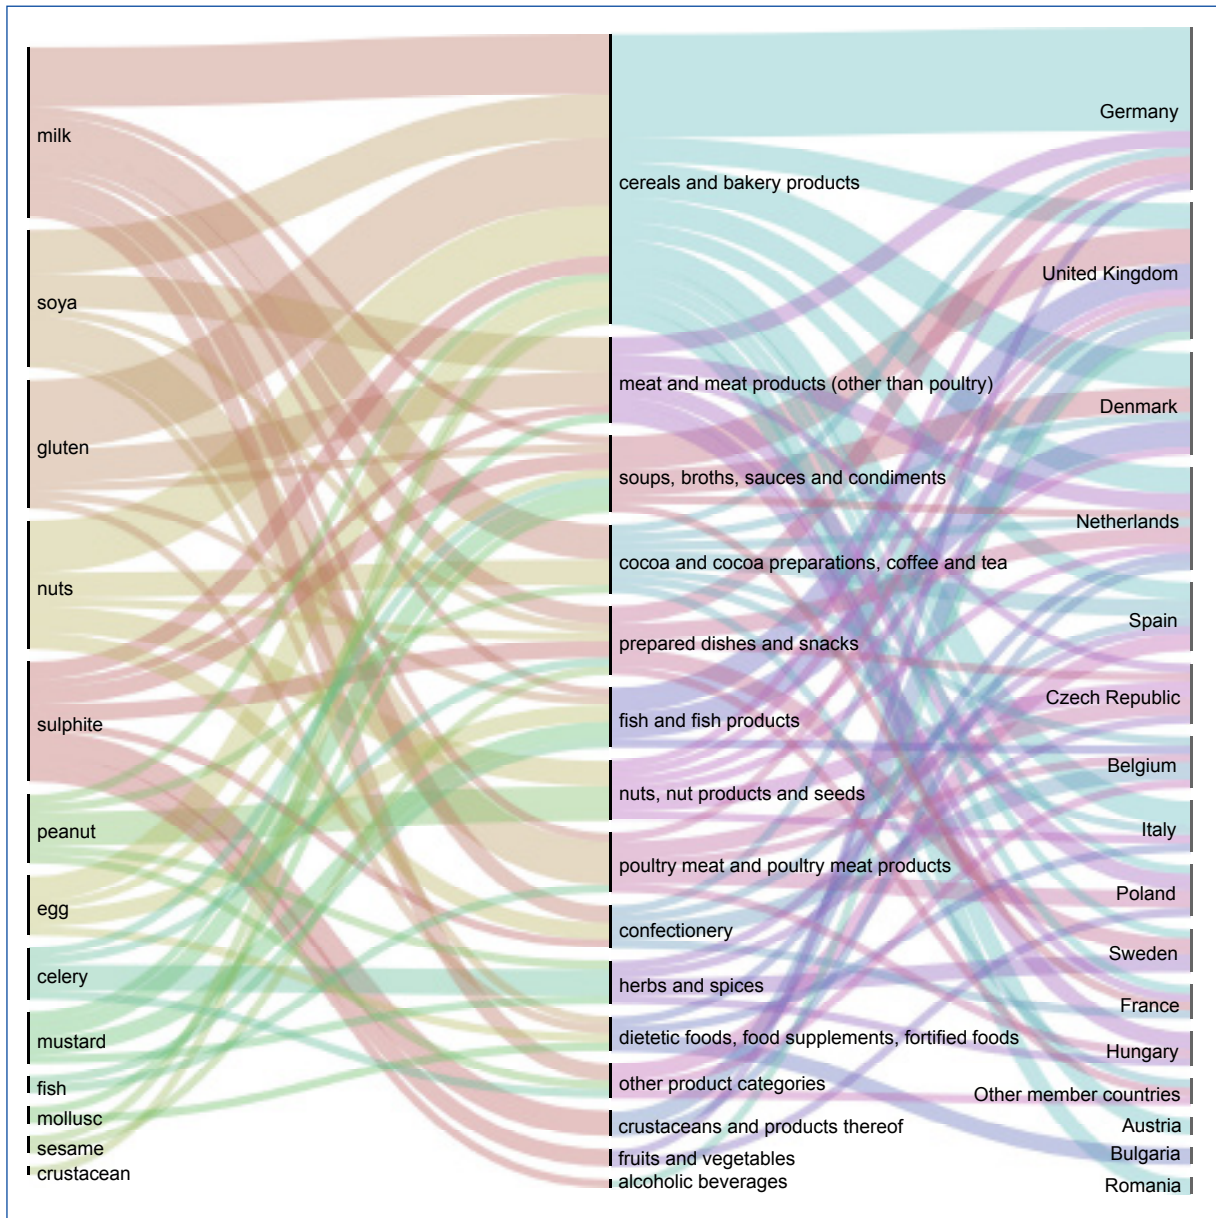 milk
soya
gluten
nuts
sulphite
peanut
egg
celery
mustard
fish
mollusc
sesame
crustacean
cereals and bakery products
meat and meat products (other than poultry)
soups, broths, sauces and condiments
cocoa and cocoa preparations, coffee and tea
prepared dishes and snacks
fish and fish products
nuts, nut products and seeds
poultry meat and poultry meat products
confectionery
herbs and spices
dietetic foods, food supplements, fortified foods
other product categories
crustaceans and products thereof
fruits and vegetables
alcoholic beverages
Germany
United Kingdom
Denmark
Netherlands
Spain
Czech Republic
Belgium
Italy
Poland
Sweden
France
Hungary
Other member countries
Austria
Bulgaria
Romania